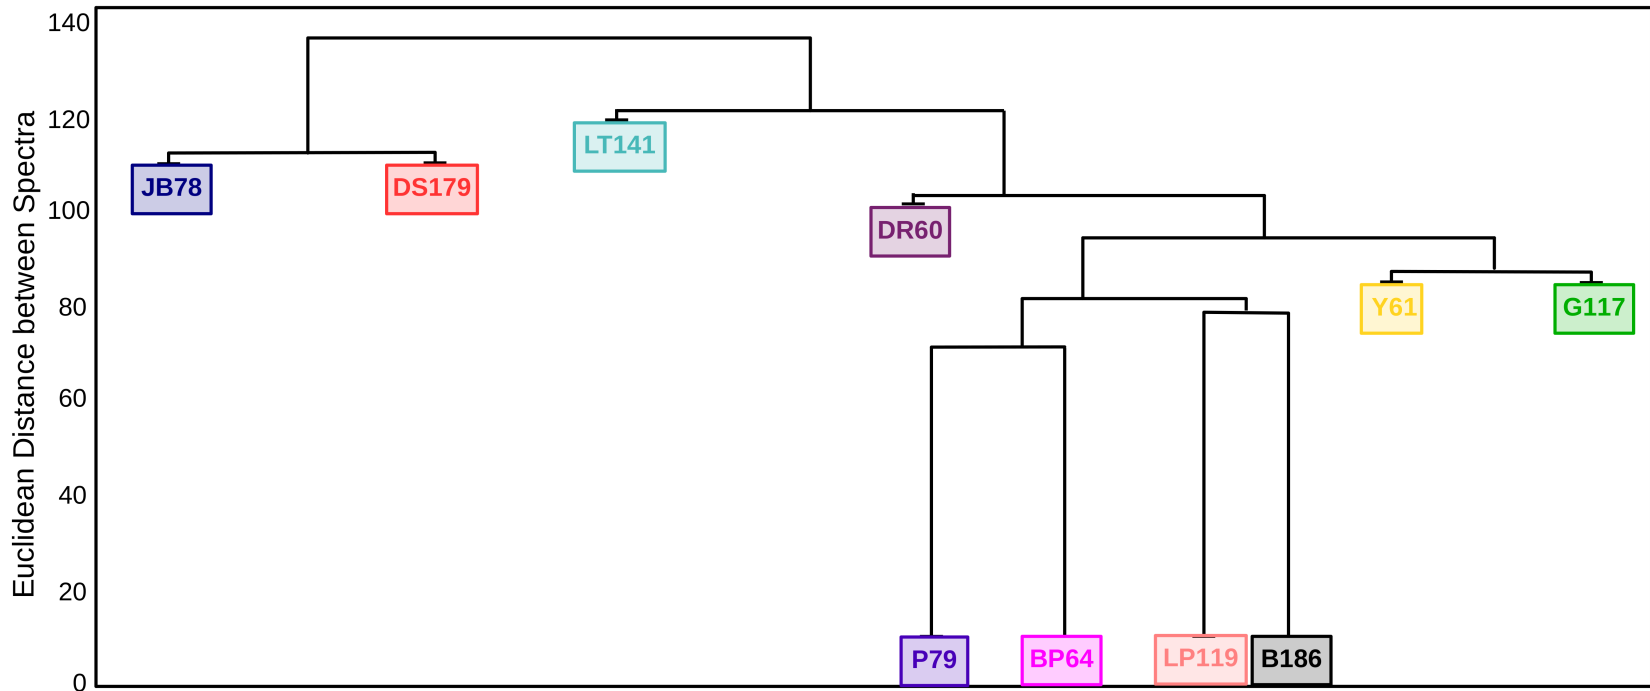 140
120
100
80
60
40
20
0
Euclidean Distance between Spectra
JB78
DS179
LT141
DR60
Y61
G117
P79
BP64
LP119
B186